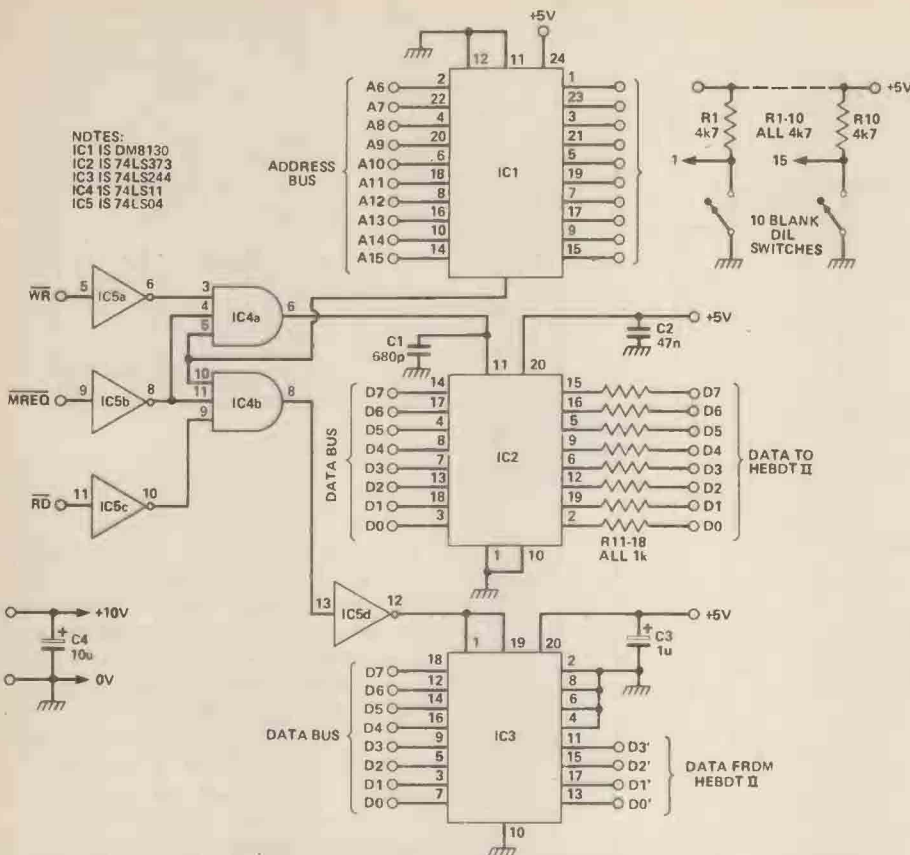 +5V
12
11
24
A6
2
1
A7
22
23
A8
4
3
A9
20
21
A10
6
5
A11
18
19
A12
8
7
A13
16
17
A14
10
9
A15
14
15
ADDRESS
BUS
IC1
+5V
R1
4k7
R1-10
ALL 4k7
R10
4k7
1
15
10 BLANK
DIL
SWITCHES
NOTES:
IC1 IS DM8130
IC2 IS 74LS373
IC3 IS 74LS244
IC4 IS 74LS11
IC5 IS 74LS04
WR
5
IC5a
6
3
4
5
IC4a
6
MREQ
9
IC5b
8
10
11
9
IC4b
8
RD
11
IC5c
10
C1
680p
C2
47n
+5V
11
20
DATA BUS
D7
14
15
D7
D6
17
16
D6
D5
4
5
D5
D4
8
9
D4
D3
7
6
D3
D2
13
12
D2
D1
18
19
D1
D0
3
2
D0
IC2
DATA TO
HEBDT II
R11-18
ALL 1k
1
10
+10V
C4
10u
0V
13
IC5d
12
+5V
C3
1u
1
19
20
DATA BUS
D7
18
2
D6
12
8
D5
14
6
D4
16
4
D3
9
11
D3'
D2
5
15
D2'
D1
3
17
D1'
D0
7
13
D0'
IC3
DATA FROM
HEBDT II
10